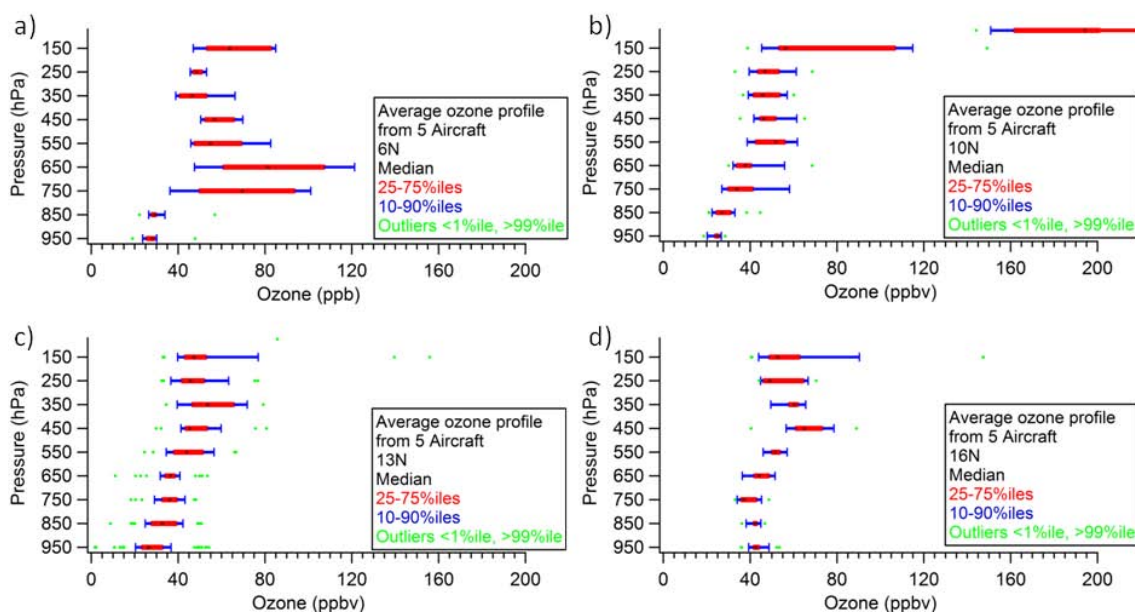 a)
150
250
350
450
550
650
750
850
950
Pressure (hPa)
0 40 80 120 160 200
Ozone (ppb)
Average ozone profile
from 5 Aircraft
6N
Median
25-75%iles
10-90%iles
Outliers <1%ile, >99%ile
b)
150
250
350
450
550
650
750
850
950
Pressure (hPa)
0 40 80 120 160 200
Ozone (ppbv)
Average ozone profile
from 5 Aircraft
10N
Median
25-75%iles
10-90%iles
Outliers <1%ile, >99%ile
c)
150
250
350
450
550
650
750
850
950
Pressure (hPa)
0 40 80 120 160 200
Ozone (ppbv)
Average ozone profile
from 5 Aircraft
13N
Median
25-75%iles
10-90%iles
Outliers <1%ile, >99%ile
d)
150
250
350
450
550
650
750
850
950
Pressure (hPa)
0 40 80 120 160 200
Ozone (ppbv)
Average ozone profile
from 5 Aircraft
16N
Median
25-75%iles
10-90%iles
Outliers <1%ile, >99%ile